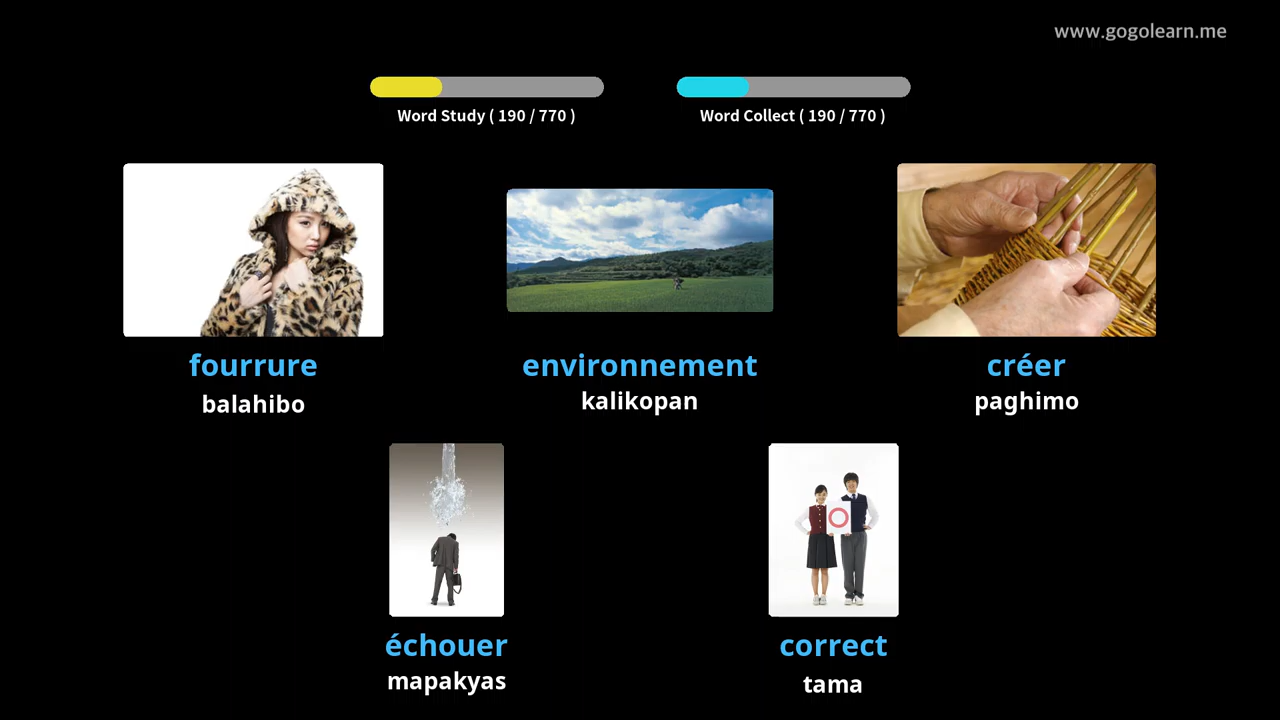 www.gogolearn.me
Word Study ( 190 / 770 )
Word Collect ( 190 / 770 )
fourrure
balahibo
environnement
kalikopan
créer
paghimo
échouer
mapakyas
correct
tama